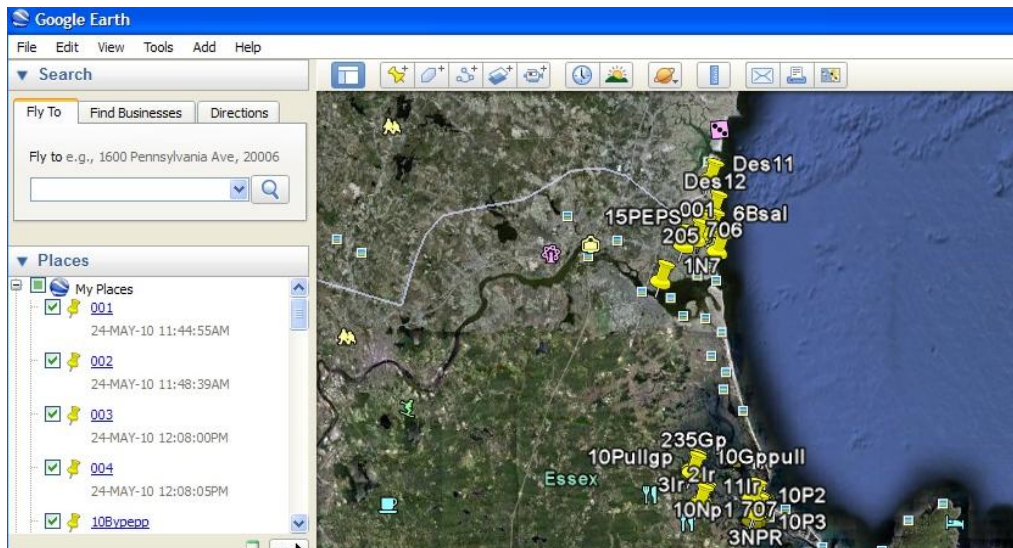 Google Earth
File Edit View Tools Add Help
Search
Fly To Find Businesses Directions
Fly to e.g., 1600 Pennsylvania Ave, 20006
Places
My Places
001
24-MAY-10 11:44:55AM
002
24-MAY-10 11:48:39AM
003
24-MAY-10 12:08:00PM
004
24-MAY-10 12:08:05PM
10Bypepp
Des11
Des12
15PEPS 001 6Bsal
205 706
1N7
235Gp
10Pullgp 10Gppull
Essex 3Ir 2Ir 11Ir 10P2
10Np1 707 10P3
3NPR